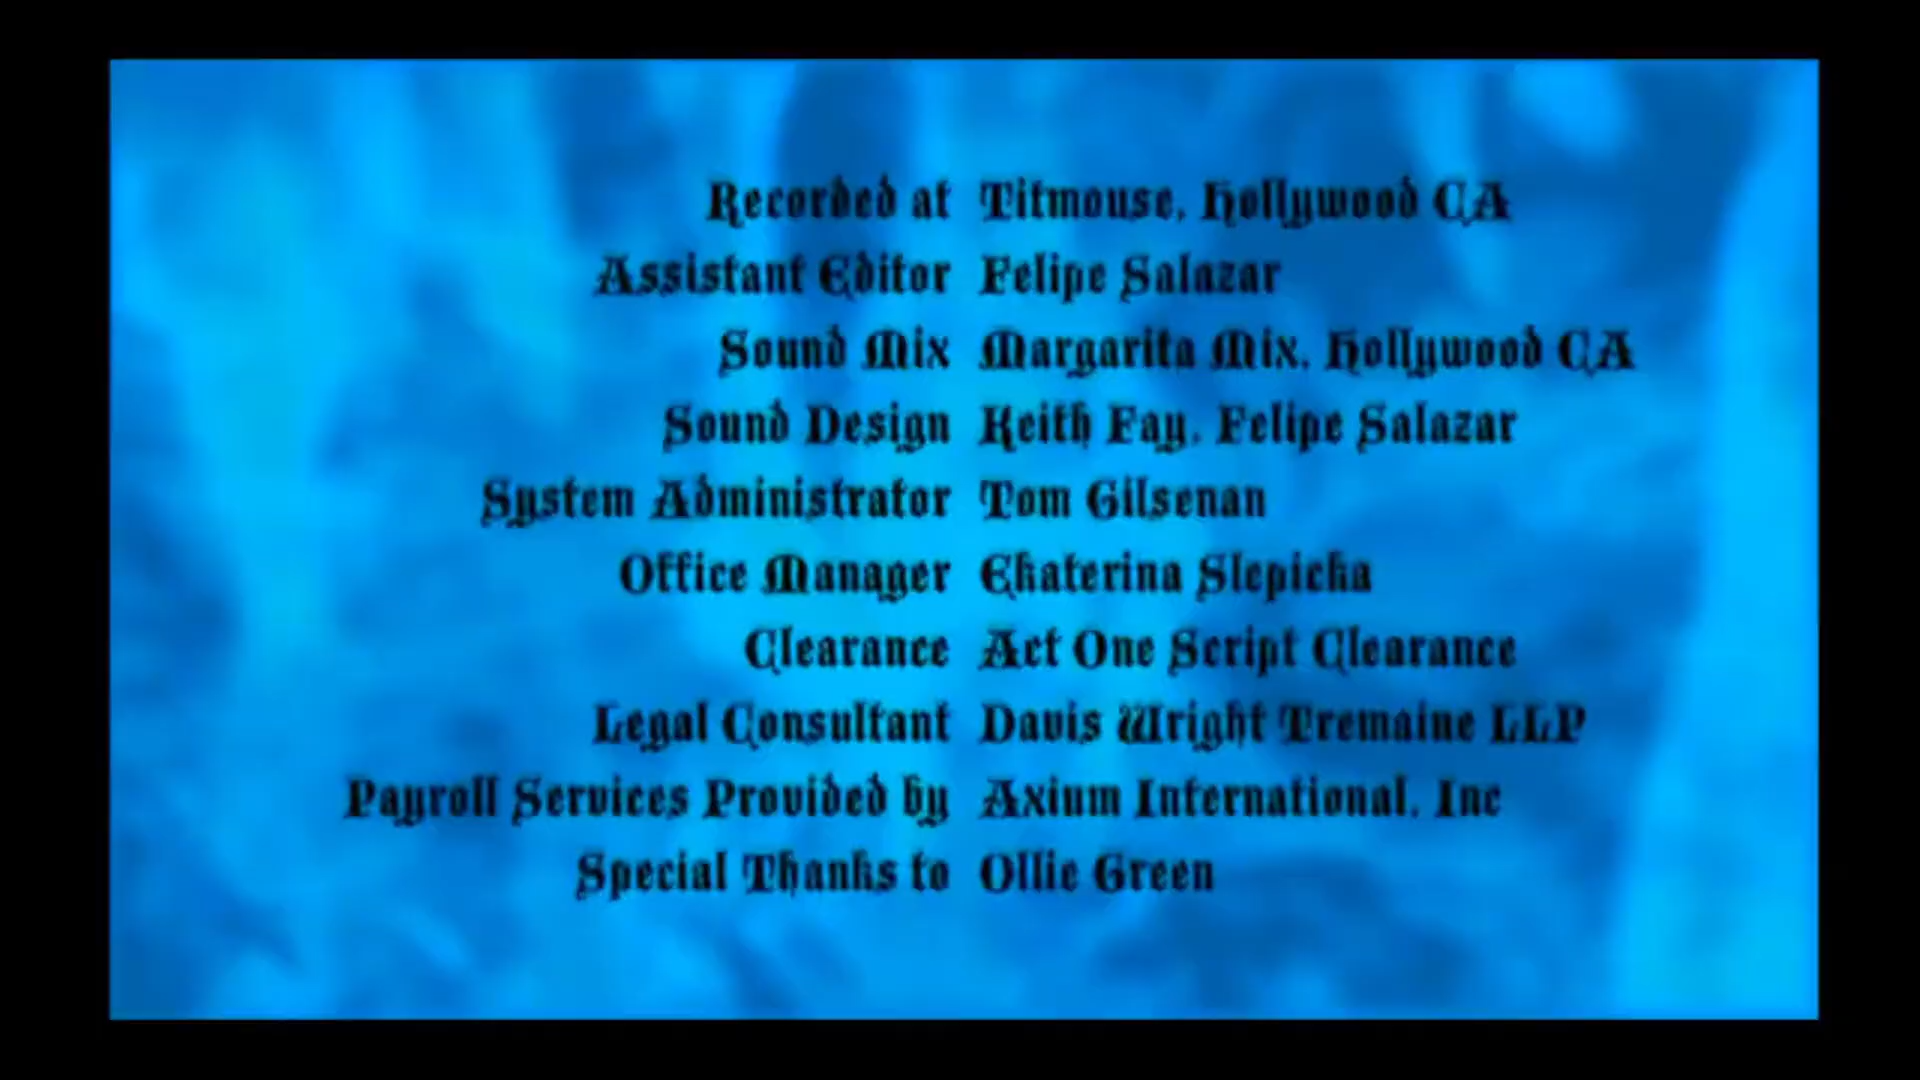 Recorded at Titmouse, Hollywood CA
Assistant Editor Felipe Salazar
Sound Mix Margarita Mix, Hollywood CA
Sound Design Keith Fay, Felipe Salazar
System Administrator Tom Gilsenan
Office Manager Ekaterina Slepicka
Clearance Act One Script Clearance
Legal Consultant Davis Wright Tremaine LLP
Payroll Services Provided by Axium International, Inc
Special Thanks to Ollie Green